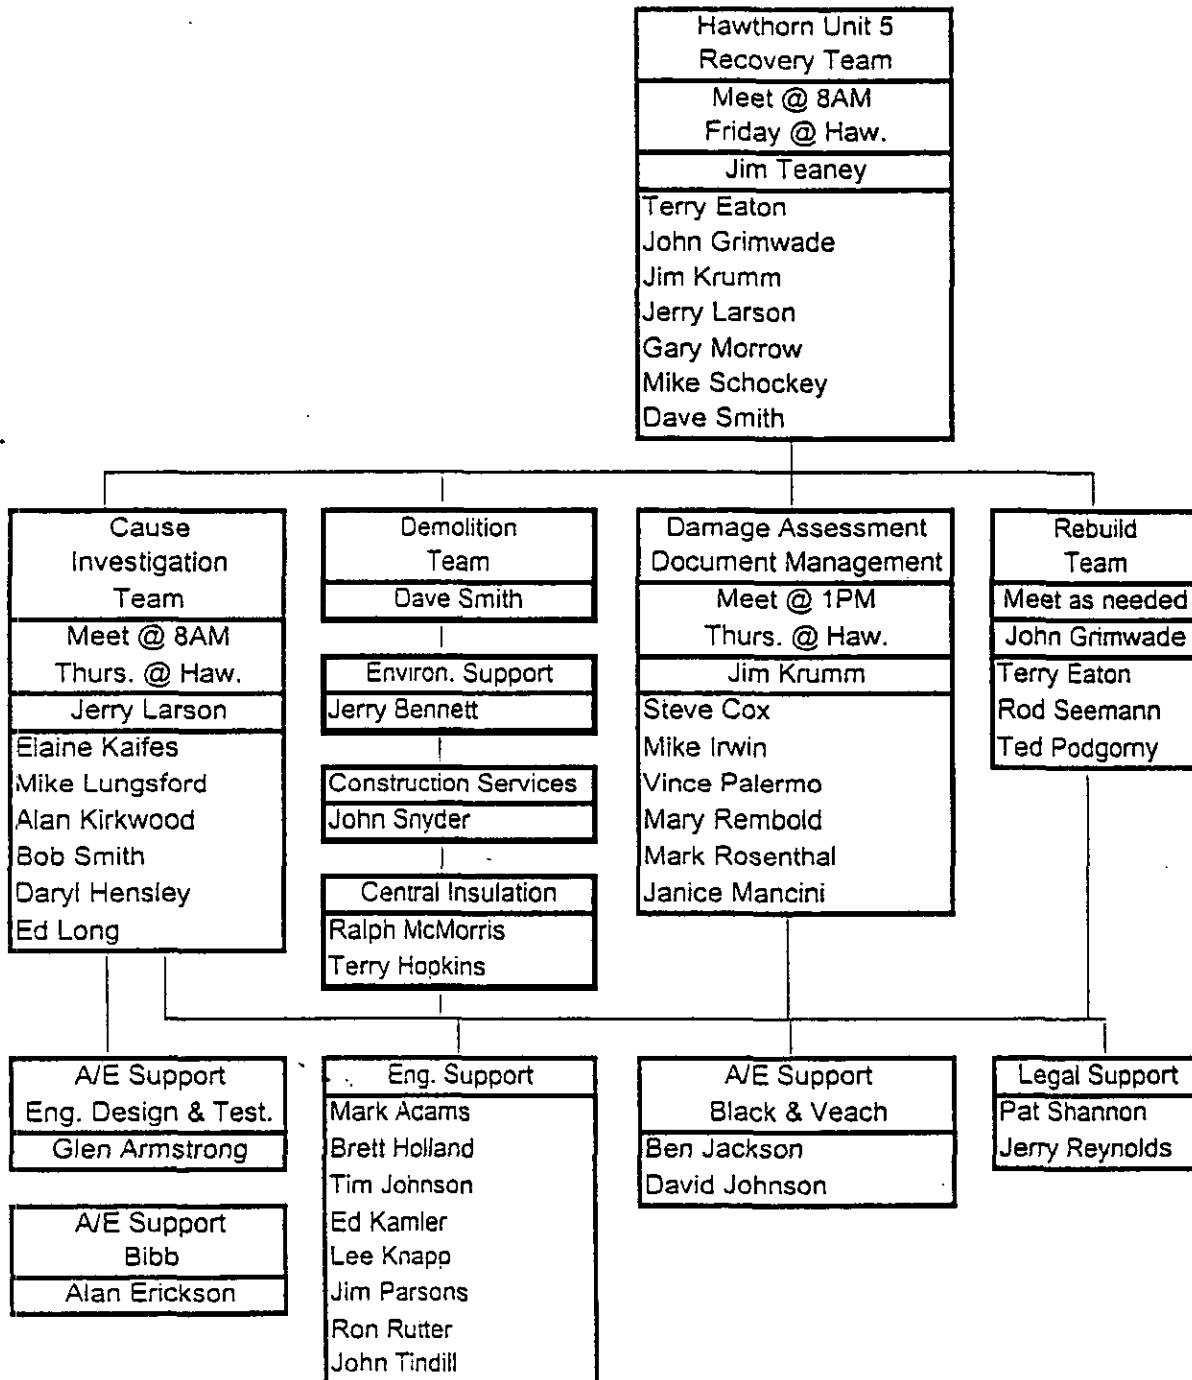 Hawthorn Unit 5
Recovery Team
Meet @ 8AM
Friday @ Haw.
Jim Teaney
Terry Eaton
John Grimwade
Jim Krumm
Jerry Larson
Gary Morrow
Mike Schockey
Dave Smith
Cause
Investigation
Team
Meet @ 8AM
Thurs. @ Haw.
Jerry Larson
Elaine Kaifes
Mike Lungsford
Alan Kirkwood
Bob Smith
Daryl Hensley
Ed Long
Demolition
Team
Dave Smith
Environ. Support
Jerry Bennett
Construction Services
John Snyder
Central Insulation
Ralph McMorris
Terry Hopkins
Damage Assessment
Document Management
Meet @ 1PM
Thurs. @ Haw.
Jim Krumm
Steve Cox
Mike Irwin
Vince Palermo
Mary Rembold
Mark Rosenthal
Janice Mancini
Rebuild
Team
Meet as needed
John Grimwade
Terry Eaton
Rod Seemann
Ted Podgorny
A/E Support
Eng. Design & Test.
Glen Armstrong
A/E Support
Bibb
Alan Erickson
Eng. Support
Mark Acams
Brett Holland
Tim Johnson
Ed Kamler
Lee Knapp
Jim Parsons
Ron Rutter
John Tindill
A/E Support
Black & Veach
Ben Jackson
David Johnson
Legal Support
Pat Shannon
Jerry Reynolds